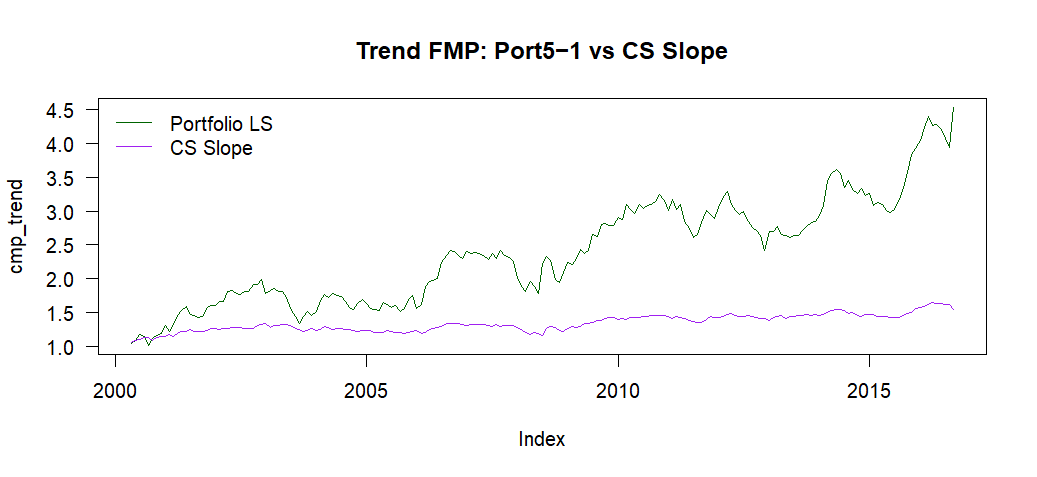 Trend FMP: Port5−1 vs CS Slope
cmp_trend
4.5
4.0
3.5
3.0
2.5
2.0
1.5
1.0
Portfolio LS
CS Slope
2000 2005 2010 2015
Index